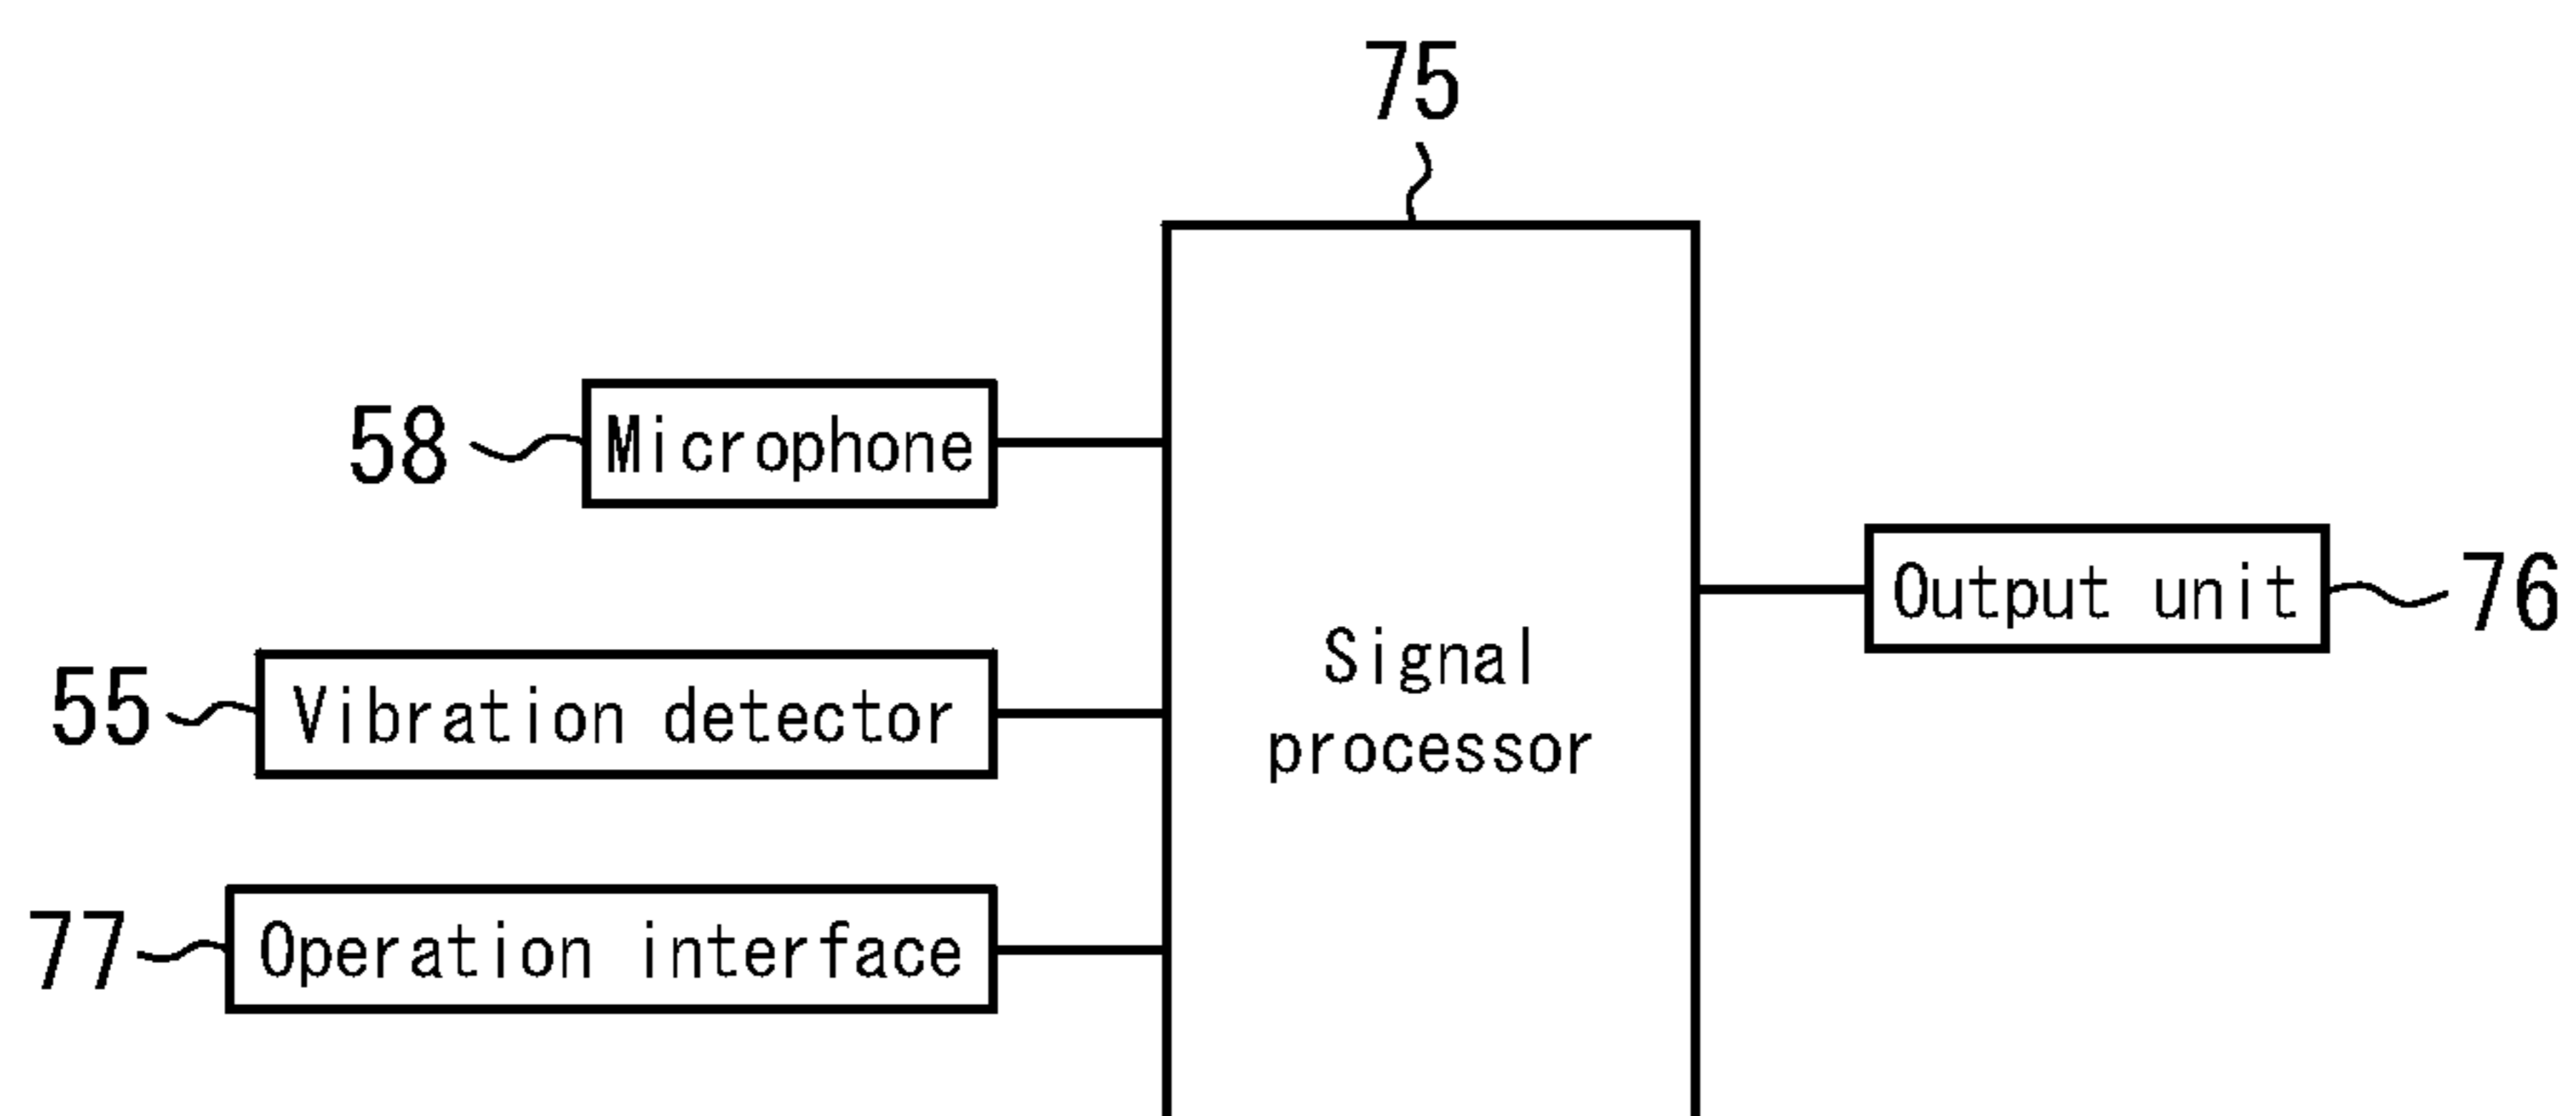 75
58 Microphone
Output unit 76
Signal
processor
55 Vibration detector
77 Operation interface